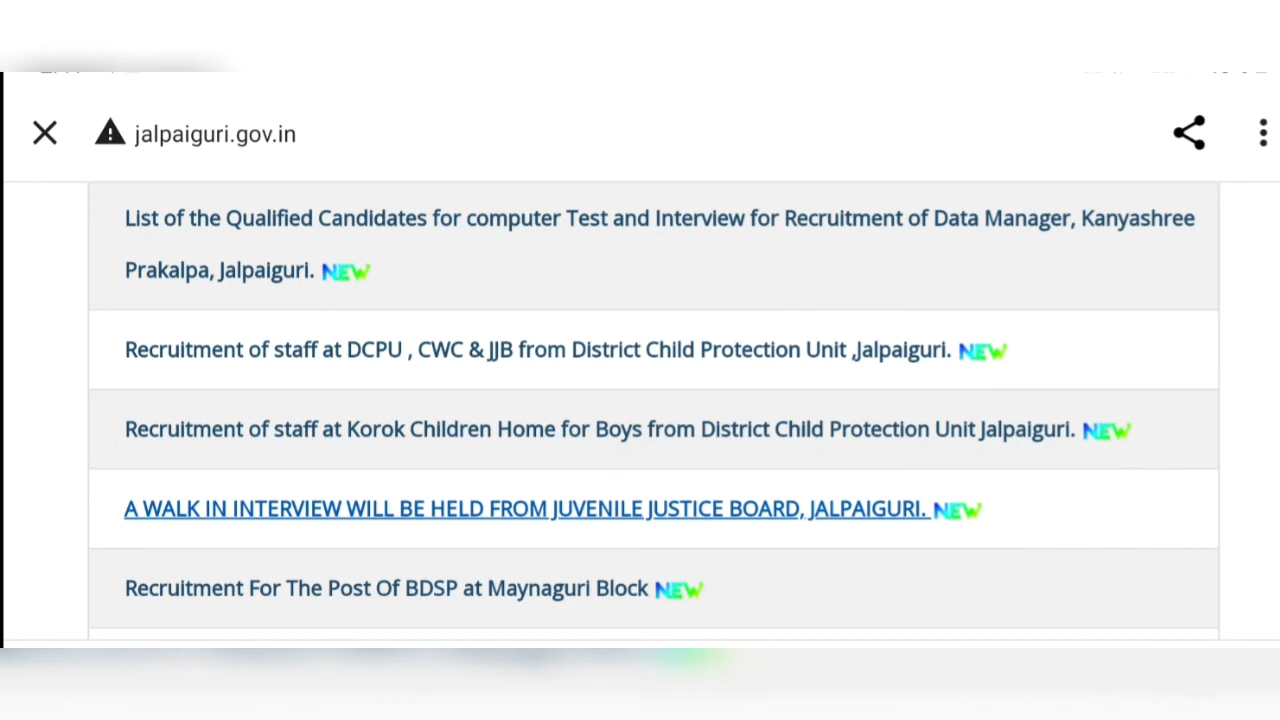 jalpaiguri.gov.in
List of the Qualified Candidates for computer Test and Interview for Recruitment of Data Manager, Kanyashree
Prakalpa, Jalpaiguri. NEW
Recruitment of staff at DCPU , CWC & JJB from District Child Protection Unit ,Jalpaiguri. NEW
Recruitment of staff at Korok Children Home for Boys from District Child Protection Unit Jalpaiguri. NEW
A WALK IN INTERVIEW WILL BE HELD FROM JUVENILE JUSTICE BOARD, JALPAIGURI. NEW
Recruitment For The Post Of BDSP at Maynaguri Block NEW